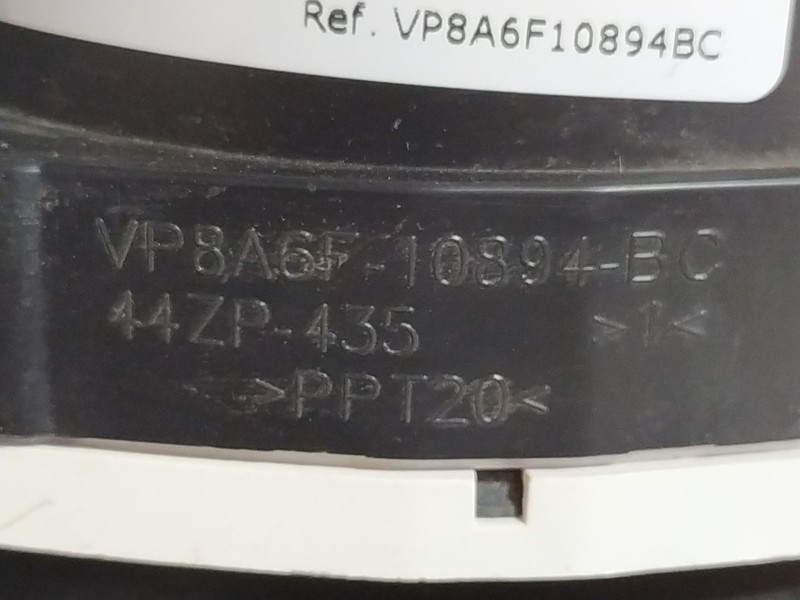 Ref. VP8A6F10894BC
VP8A6F-10894-BC
44ZP-435 >1<
>PPT20<